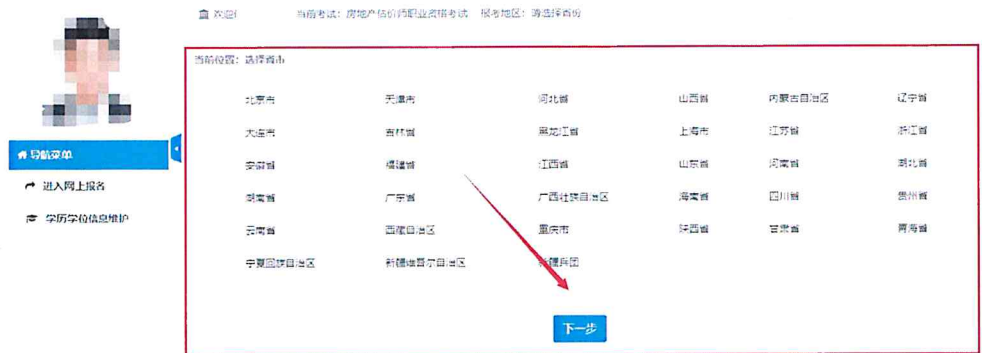 欢迎 当前考试：房地产估价师职业资格考试 报考地区：请选择省份
当前位置：选择省市
北京市 天津市 河北省 山西省 内蒙古自治区 辽宁省
大连市 吉林省 黑龙江省 上海市 江苏省 浙江省
导航菜单
安徽省 福建省 江西省 山东省 河南省 湖北省
进入网上报名
湖南省 广东省 广西壮族自治区 海南省 四川省 贵州省
学历学位信息维护
云南省 西藏自治区 重庆市 陕西省 甘肃省 青海省
宁夏回族自治区 新疆维吾尔自治区 新疆兵团
下一步